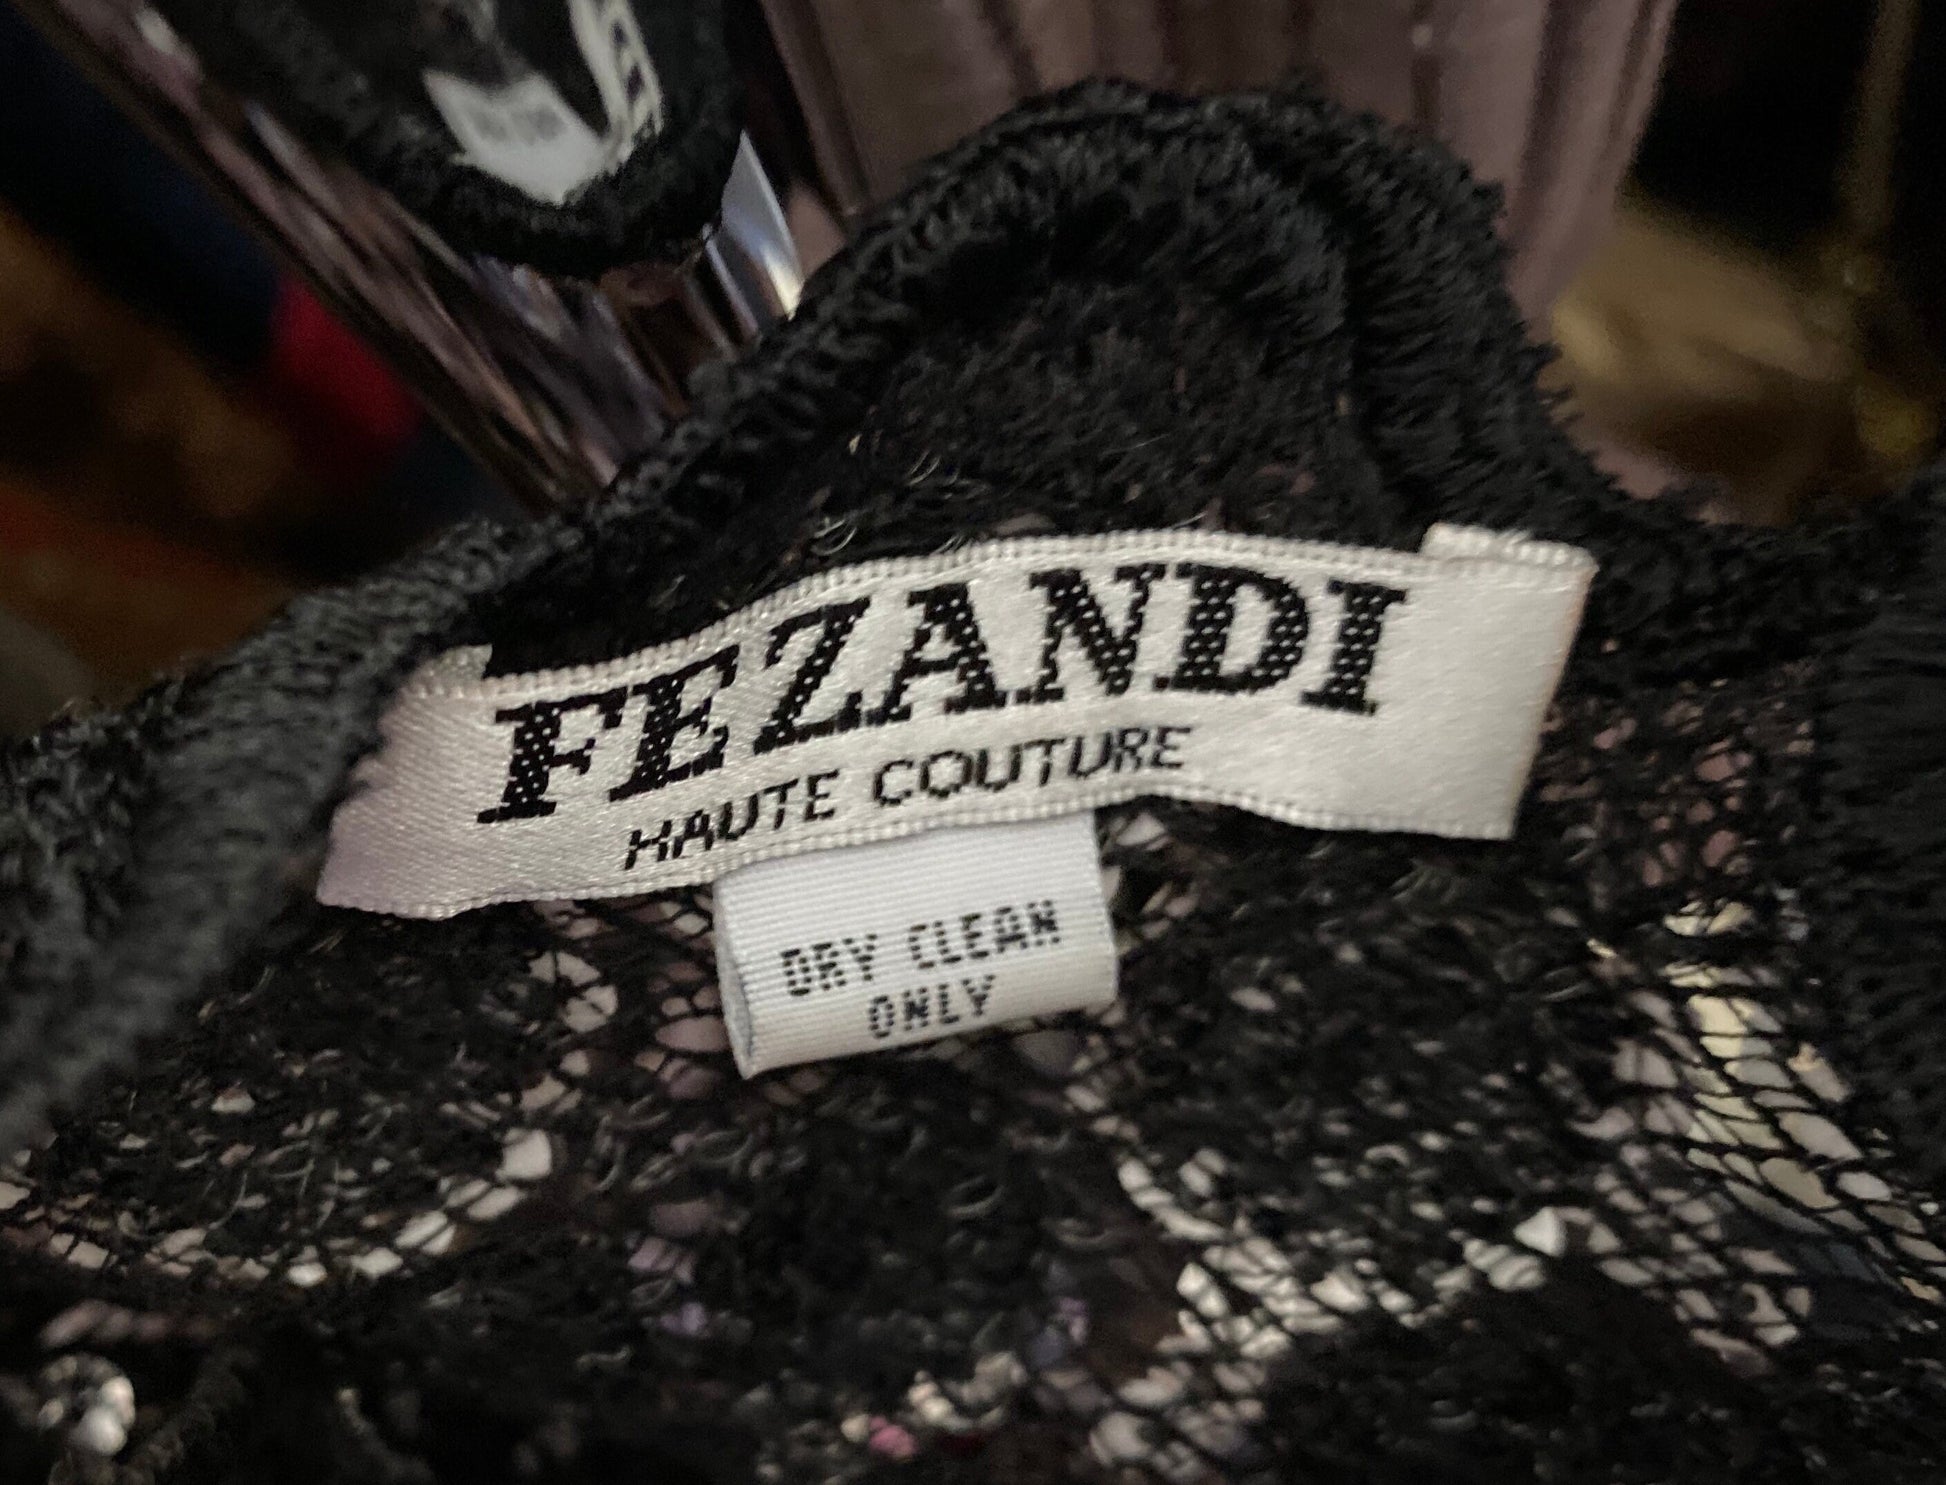 FEZANDI
HAUTE COUTURE
DRY CLEAN
ONLY